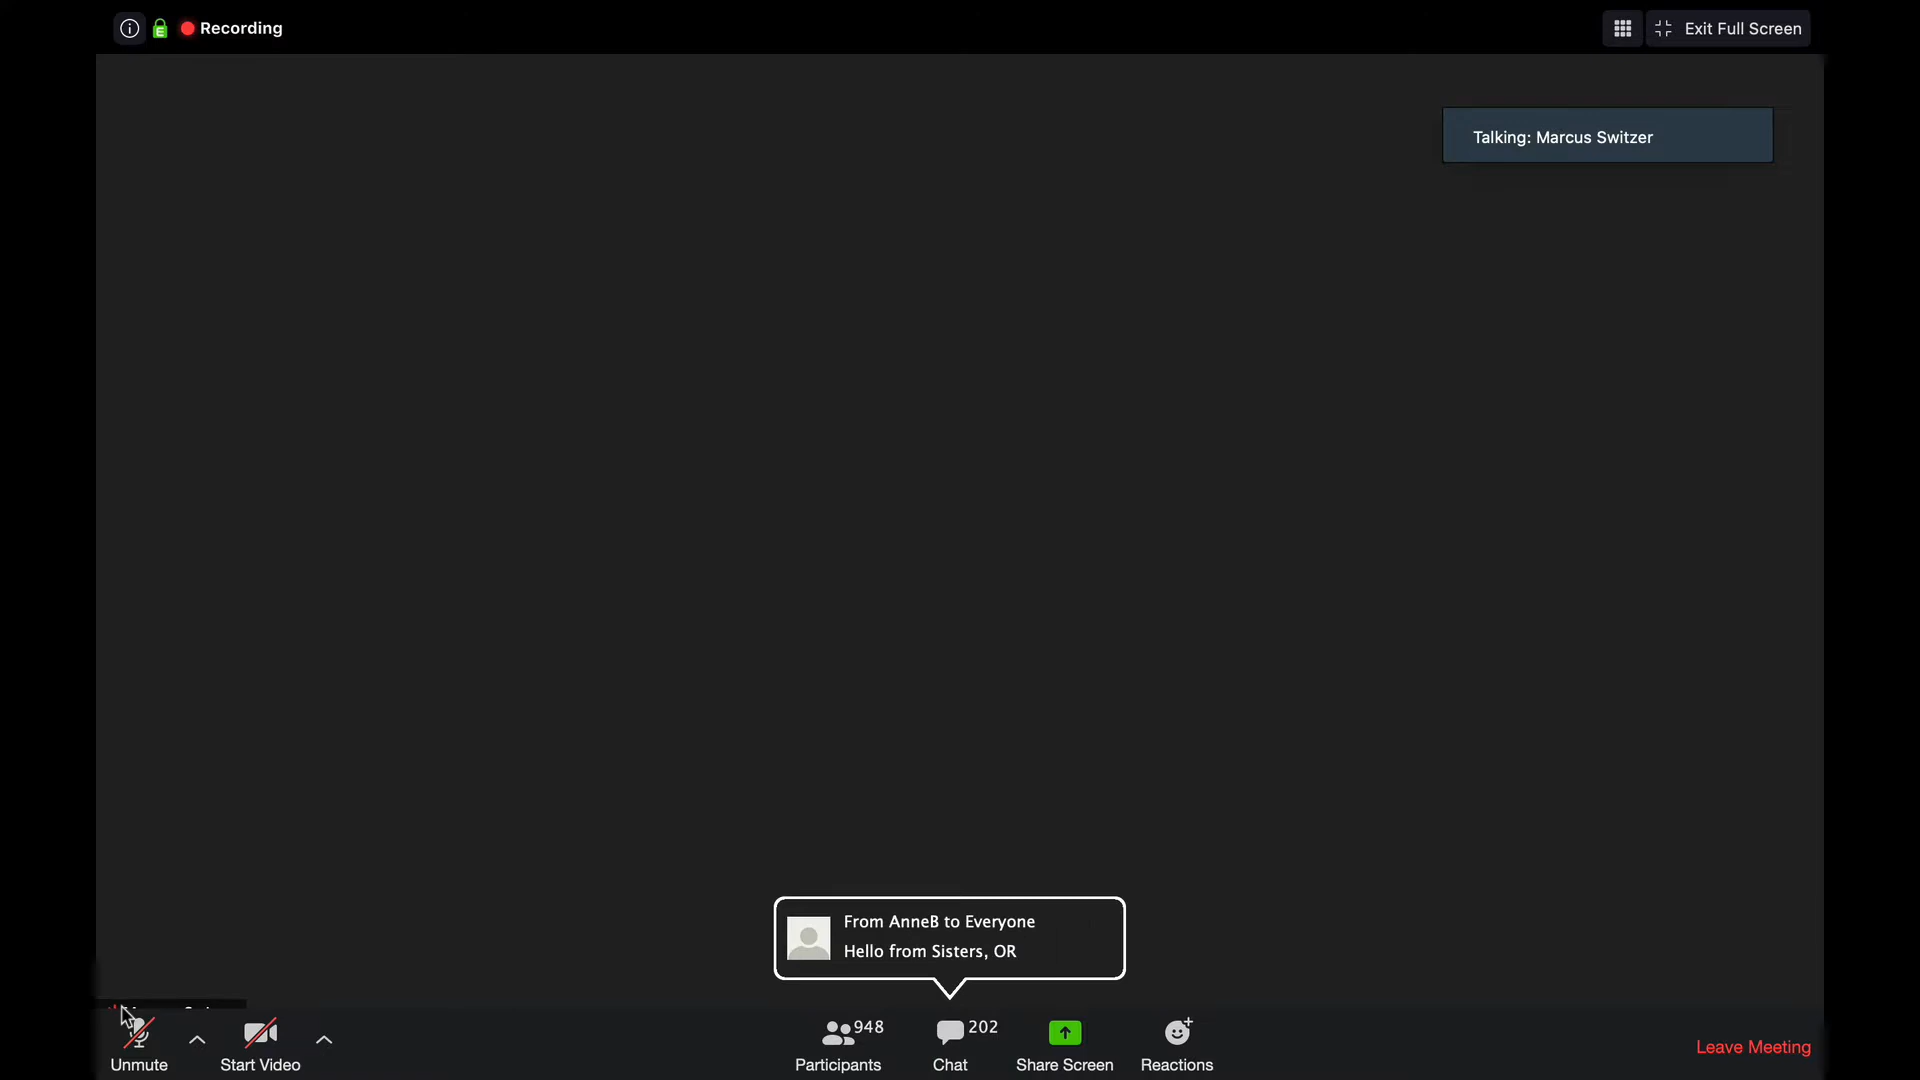 Recording
Exit Full Screen
Talking: Marcus Switzer
From AnneB to Everyone
Hello from Sisters, OR
948
202
Unmute
Start Video
Participants
Chat
Share Screen
Reactions
Leave Meeting